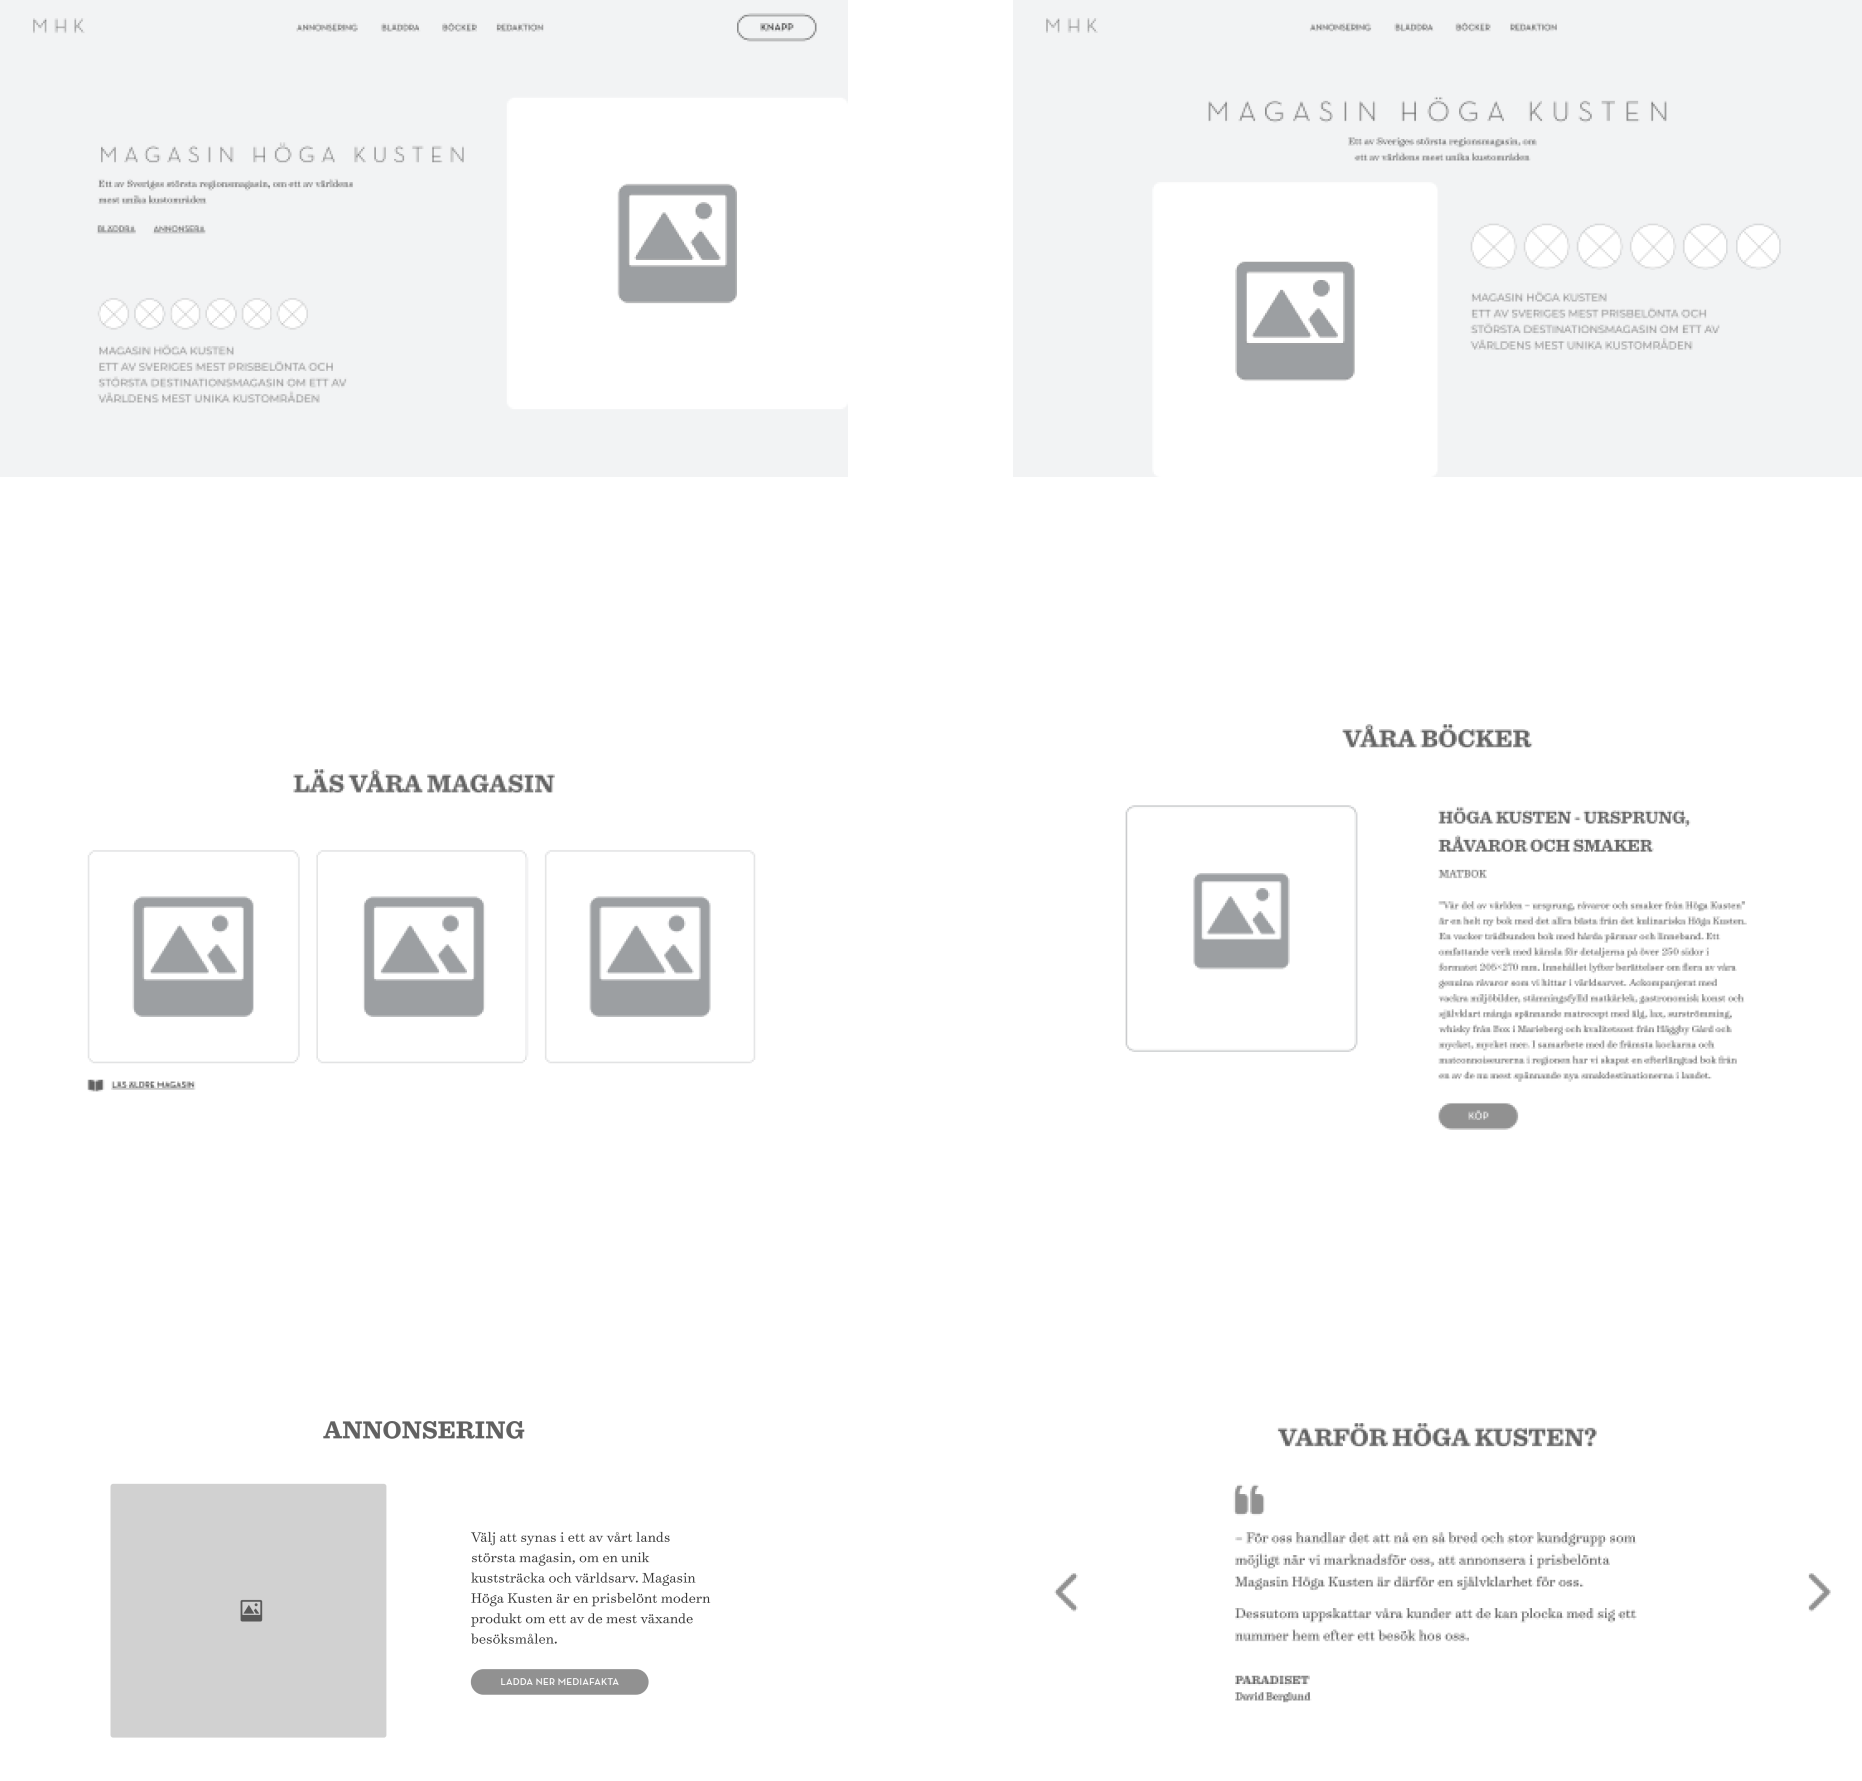 MHK
ANNONSERING BLÄDDRA BÖCKER REDAKTION
KNAPP
MAGASIN HÖGA KUSTEN
Ett av Sveriges största regionsmagasin, om ett av världens
mest unika kustområden
BLÄDDRA ANNONSERA
MAGASIN HÖGA KUSTEN
ETT AV SVERIGES MEST PRISBELÖNTA OCH
STÖRSTA DESTINATIONSMAGASIN OM ETT AV
VÄRLDENS MEST UNIKA KUSTOMRÅDEN
MHK
ANNONSERING BLÄDDRA BÖCKER REDAKTION
MAGASIN HÖGA KUSTEN
Ett av Sveriges största regionsmagasin, om
ett av världens mest unika kustområden
MAGASIN HÖGA KUSTEN
ETT AV SVERIGES MEST PRISBELÖNTA OCH
STÖRSTA DESTINATIONSMAGASIN OM ETT AV
VÄRLDENS MEST UNIKA KUSTOMRÅDEN
LÄS VÅRA MAGASIN
LÄS ÄLDRE MAGASIN
VÅRA BÖCKER
HÖGA KUSTEN - URSPRUNG,
RÅVAROR OCH SMAKER
MATBOK
"Vår del av världen – ursprung, råvaror och smaker från Höga Kusten"
är en helt ny bok med det allra bästa från det kulinariska Höga Kusten.
En vacker trådbunden bok med hårda pärmar och linneband. Ett
omfattande verk med känsla för detaljerna på över 250 sidor i
formatet 205×270 mm. Innehållet lyfter berättelser om flera av våra
genuina råvaror som vi hittar i världsarvet. Ackompanjerat med
vackra miljöbilder, stämningsfylld matkärlek, gastronomisk konst och
självklart många spännande matrecept med älg, lax, surströmming,
whisky från Box i Marieberg och kvalitetsost från Häggby Gård och
mycket, mycket mer. I samarbete med de främsta kockarna och
matconnoisseurerna i regionen har vi skapat en efterlängtad bok från
en av de nu mest spännande nya smakdestinationerna i landet.
KÖP
ANNONSERING
Välj att synas i ett av vårt lands
största magasin, om en unik
kuststräcka och världsarv. Magasin
Höga Kusten är en prisbelönt modern
produkt om ett av de mest växande
besöksmålen.
LADDA NER MEDIAFAKTA
VARFÖR HÖGA KUSTEN?
– För oss handlar det att nå en så bred och stor kundgrupp som
möjligt när vi marknadsför oss, att annonsera i prisbelönta
Magasin Höga Kusten är därför en självklarhet för oss.
Dessutom uppskattar våra kunder att de kan plocka med sig ett
nummer hem efter ett besök hos oss.
PARADISET
David Berglund